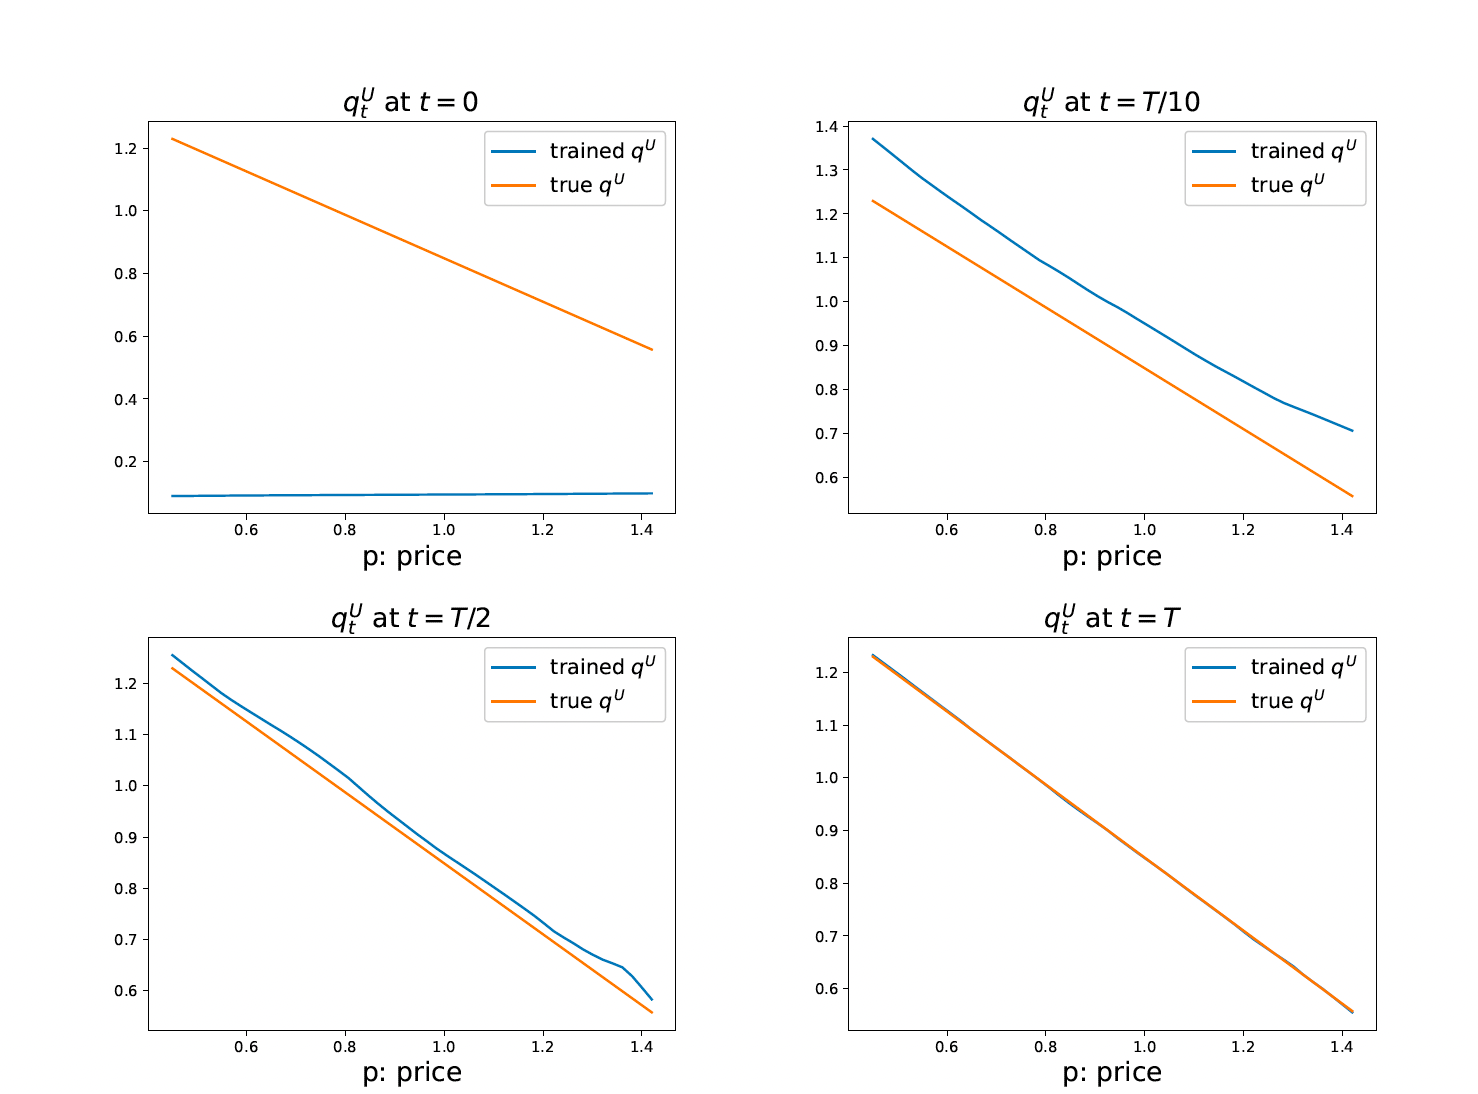 q_t^U at t = 0
trained q^U
true q^U
1.2
1.0
0.8
0.6
0.4
0.2
0.6 0.8 1.0 1.2 1.4
p: price
q_t^U at t = T/10
trained q^U
true q^U
1.4
1.3
1.2
1.1
1.0
0.9
0.8
0.7
0.6
0.6 0.8 1.0 1.2 1.4
p: price
q_t^U at t = T/2
trained q^U
true q^U
1.2
1.1
1.0
0.9
0.8
0.7
0.6
0.6 0.8 1.0 1.2 1.4
p: price
q_t^U at t = T
trained q^U
true q^U
1.2
1.1
1.0
0.9
0.8
0.7
0.6
0.6 0.8 1.0 1.2 1.4
p: price